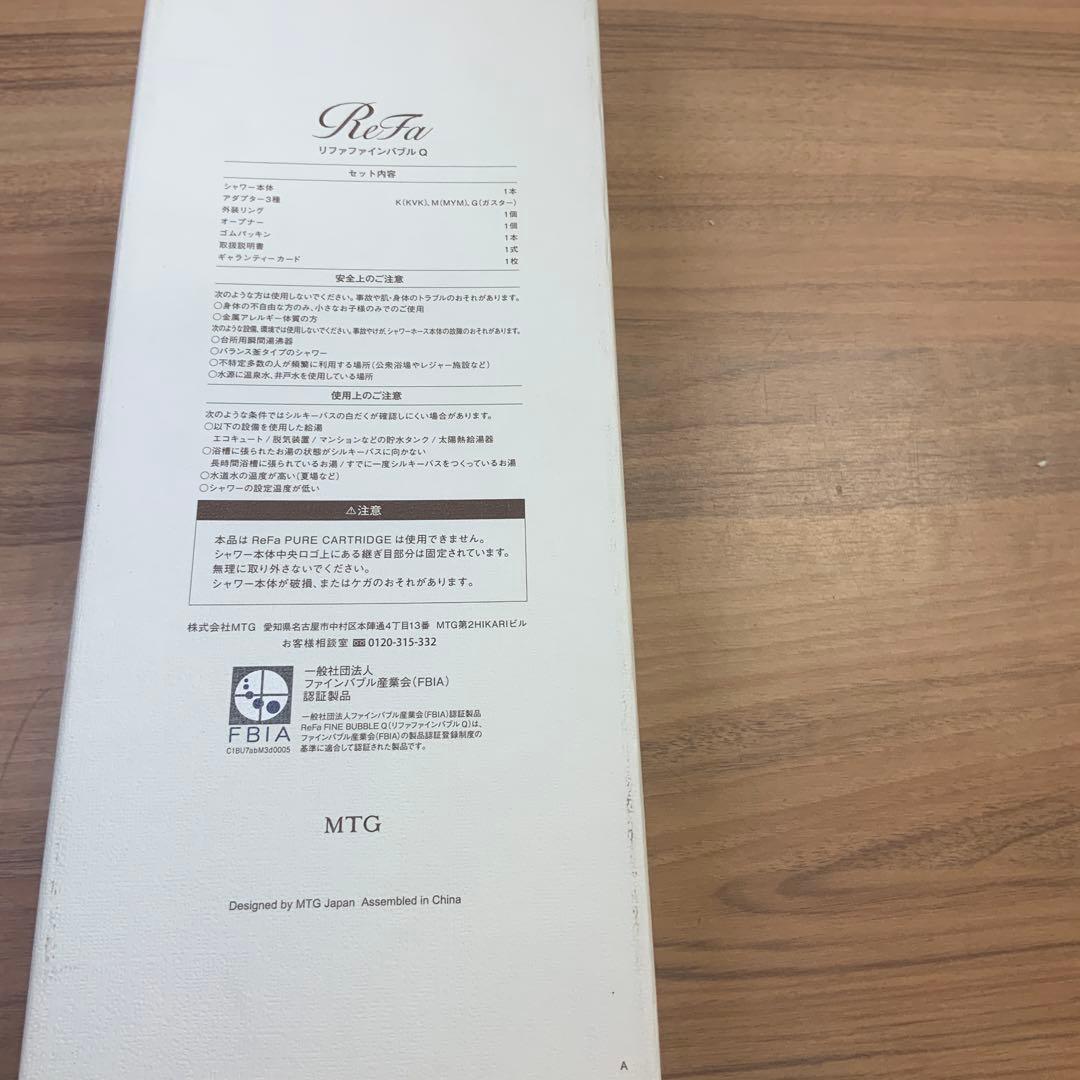 ReFa
リファファインバブル Q
セット内容
シャワー本体 1本
アダプター3種 K(KVK)、M(MYM)、G(ガスター)
外装リング 1個
オープナー 1個
ゴムパッキン 1本
取扱説明書 1式
ギャランティーカード 1枚
安全上のご注意
次のような方は使用しないでください。事故や肌・身体のトラブルのおそれがあります。
○身体の不自由な方のみ、小さなお子様のみでのご使用
○金属アレルギー体質の方
次のような設備、環境では使用しないでください。事故やけが、シャワーホース本体の故障のおそれがあります。
○台所用瞬間湯沸器
○バランス釜タイプのシャワー
○不特定多数の人が頻繁に利用する場所(公衆浴場やレジャー施設など)
○水源に温泉水、井戸水を使用している場所
使用上のご注意
次のような条件ではシルキーバスの白だくが確認しにくい場合があります。
○以下の設備を使用した給湯
エコキュート / 脱気装置 / マンションなどの貯水タンク / 太陽熱給湯器
○浴槽に張られたお湯の状態がシルキーバスに向かない
長時間浴槽に張られているお湯 / すでに一度シルキーバスをつくっているお湯
○水道水の温度が高い(夏場など)
○シャワーの設定温度が低い
⚠注意
本品は ReFa PURE CARTRIDGE は使用できません。
シャワー本体中央ロゴ上にある継ぎ目部分は固定されています。
無理に取り外さないでください。
シャワー本体が破損、またはケガのおそれがあります。
株式会社MTG 愛知県名古屋市中村区本陣通4丁目13番 MTG第2HIKARIビル
お客様相談室 0120-315-332
一般社団法人
ファインバブル産業会(FBIA)
認証製品
FBIA
C1BU7abM3d0005
一般社団法人ファインバブル産業会(FBIA)認証製品
ReFa FINE BUBBLE Q(リファファインバブル Q)は、
ファインバブル産業会(FBIA)の製品認証登録制度の
基準に適合して認証された製品です。
MTG
Designed by MTG Japan Assembled in China
A